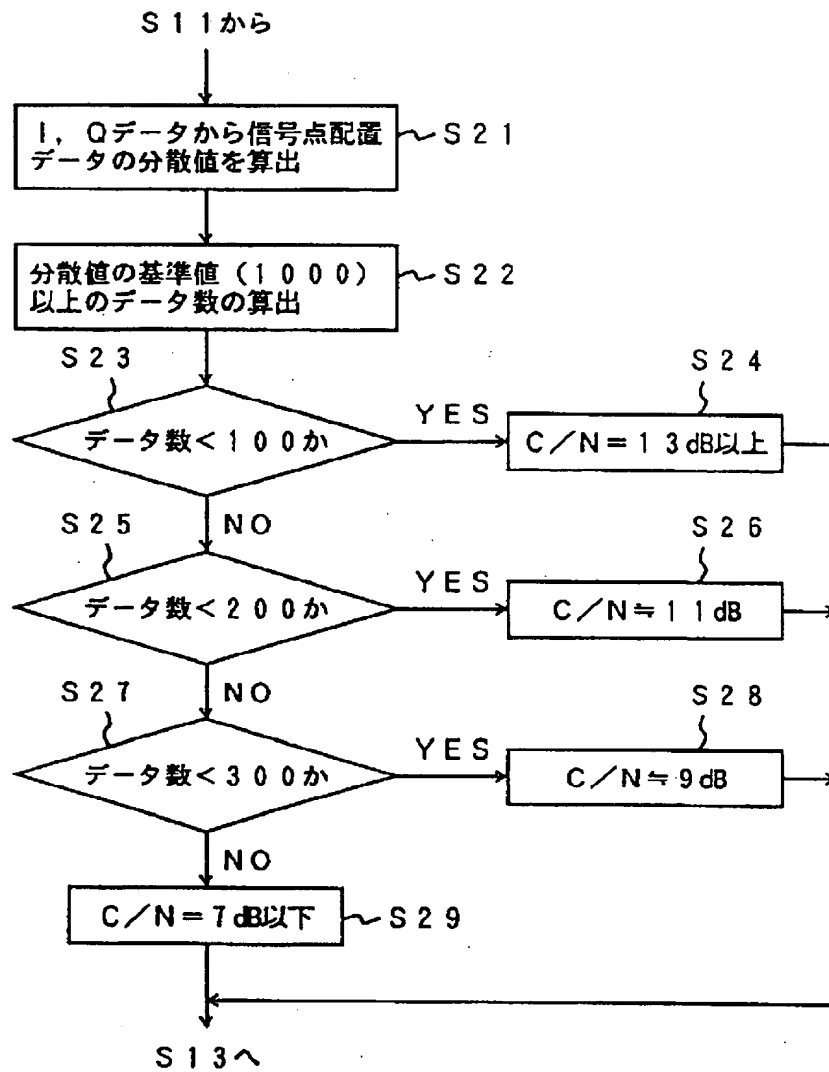 S11から
I,Qデータから信号点配置
データの分散値を算出
S21
分散値の基準値(1000)
以上のデータ数の算出
S22
S23
データ数<100か
YES
S24
C/N=13dB以上
NO
S25
データ数<200か
YES
S26
C/N≒11dB
NO
S27
データ数<300か
YES
S28
C/N≒9dB
NO
C/N=7dB以下
S29
S13へ